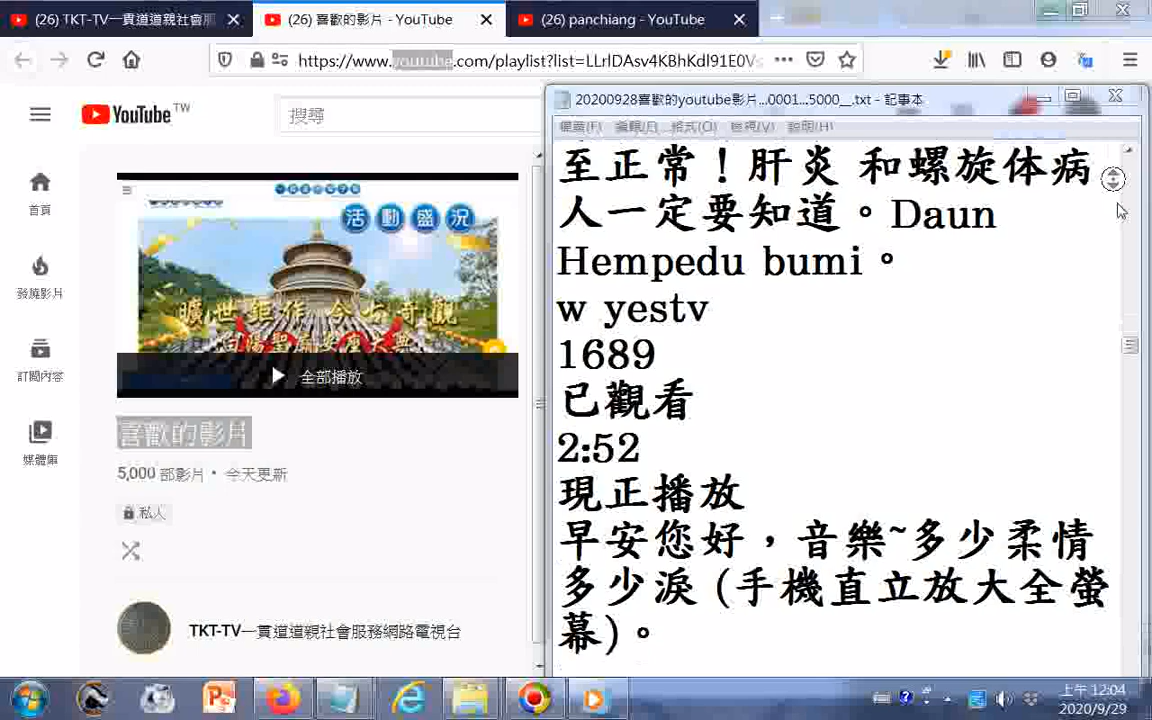 (26) TKT-TV一貫道道親社會服
(26) 喜歡的影片 - YouTube
(26) panchiang - YouTube
https://www.youtube.com/playlist?list=LLrlDAsv4KBhKdl91E0Vs
YouTube TW
搜尋
首頁
發燒影片
訂閱內容
媒體庫
活動盛況
曠世鉅作 今古奇觀
全部播放
喜歡的影片
5,000 部影片・今天更新
私人
TKT-TV一貫道道親社會服務網路電視台
20200928喜歡的youtube影片...0001...5000__.txt - 記事本
檔案(F) 編輯(E) 格式(O) 檢視(V) 說明(H)
至正常！肝炎 和螺旋体病
人一定要知道。Daun
Hempedu bumi。
w yestv
1689
已觀看
2:52
現正播放
早安您好，音樂~多少柔情
多少淚 (手機直立放大全螢
幕)。
上午 12:04
2020/9/29